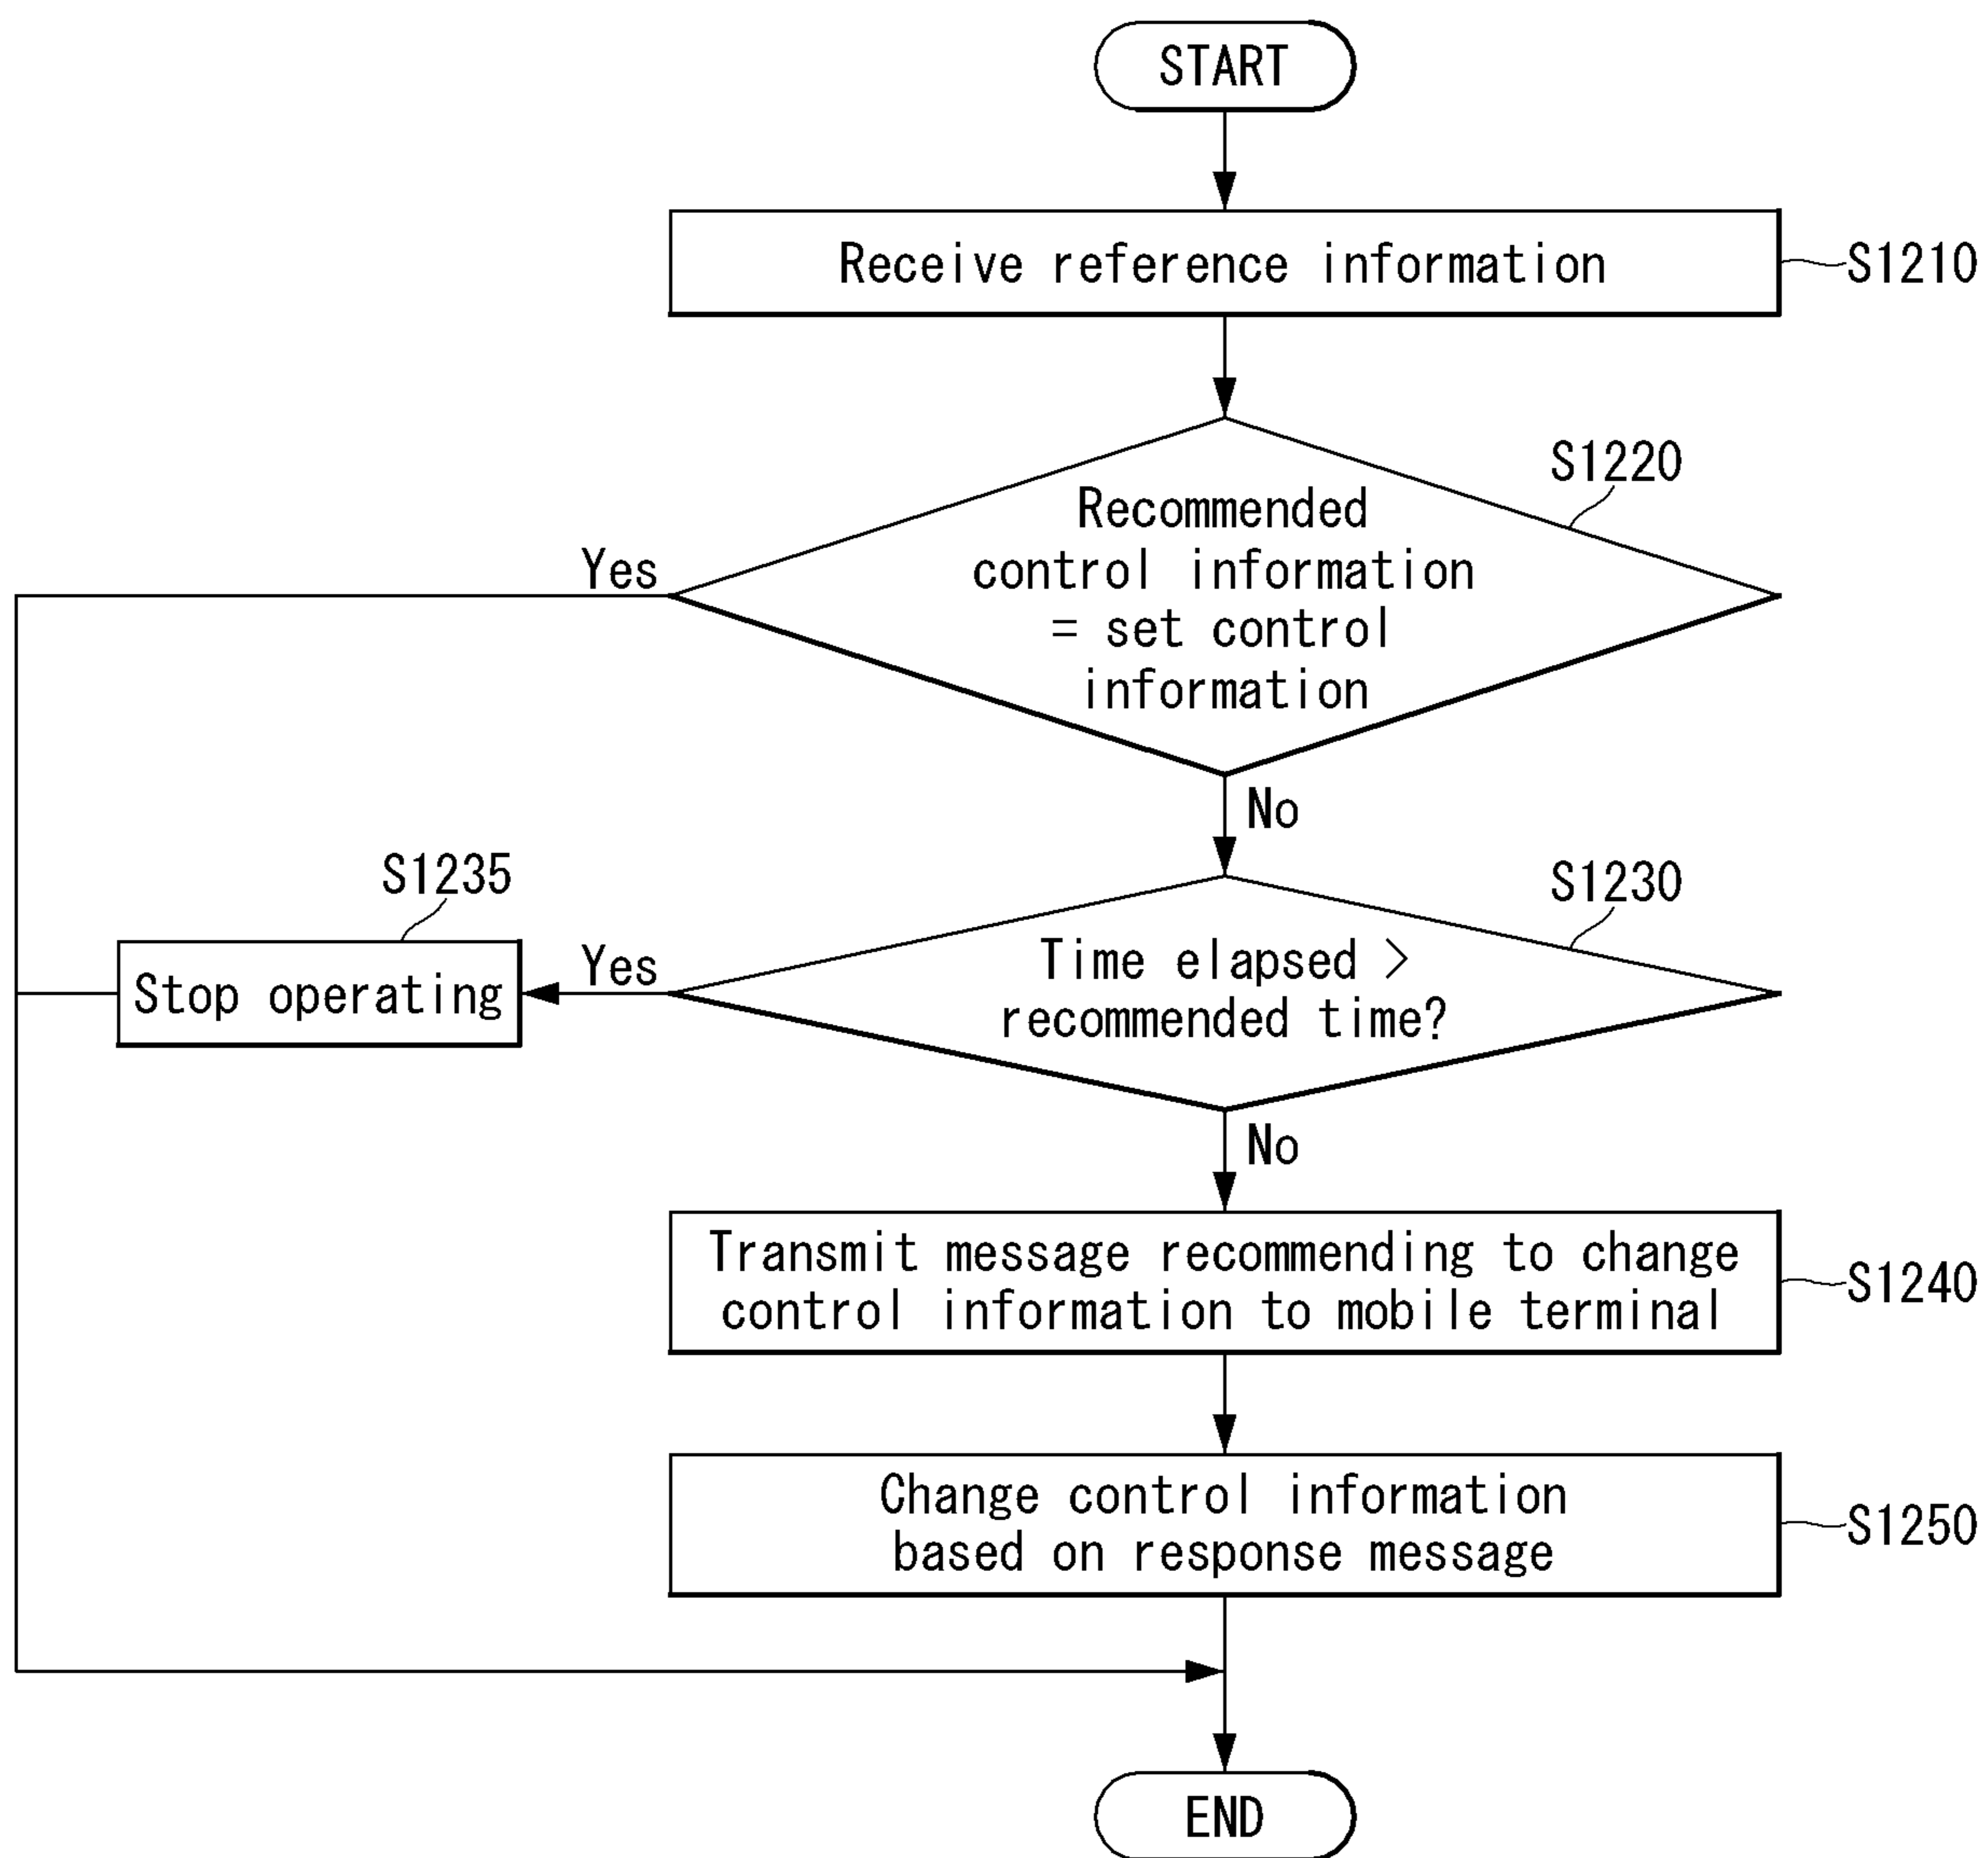 START
Receive reference information
S1210
S1220
Recommended
control information
= set control
information
Yes
No
S1235
S1230
Stop operating
Yes
Time elapsed >
recommended time?
No
Transmit message recommending to change
control information to mobile terminal
S1240
Change control information
based on response message
S1250
END